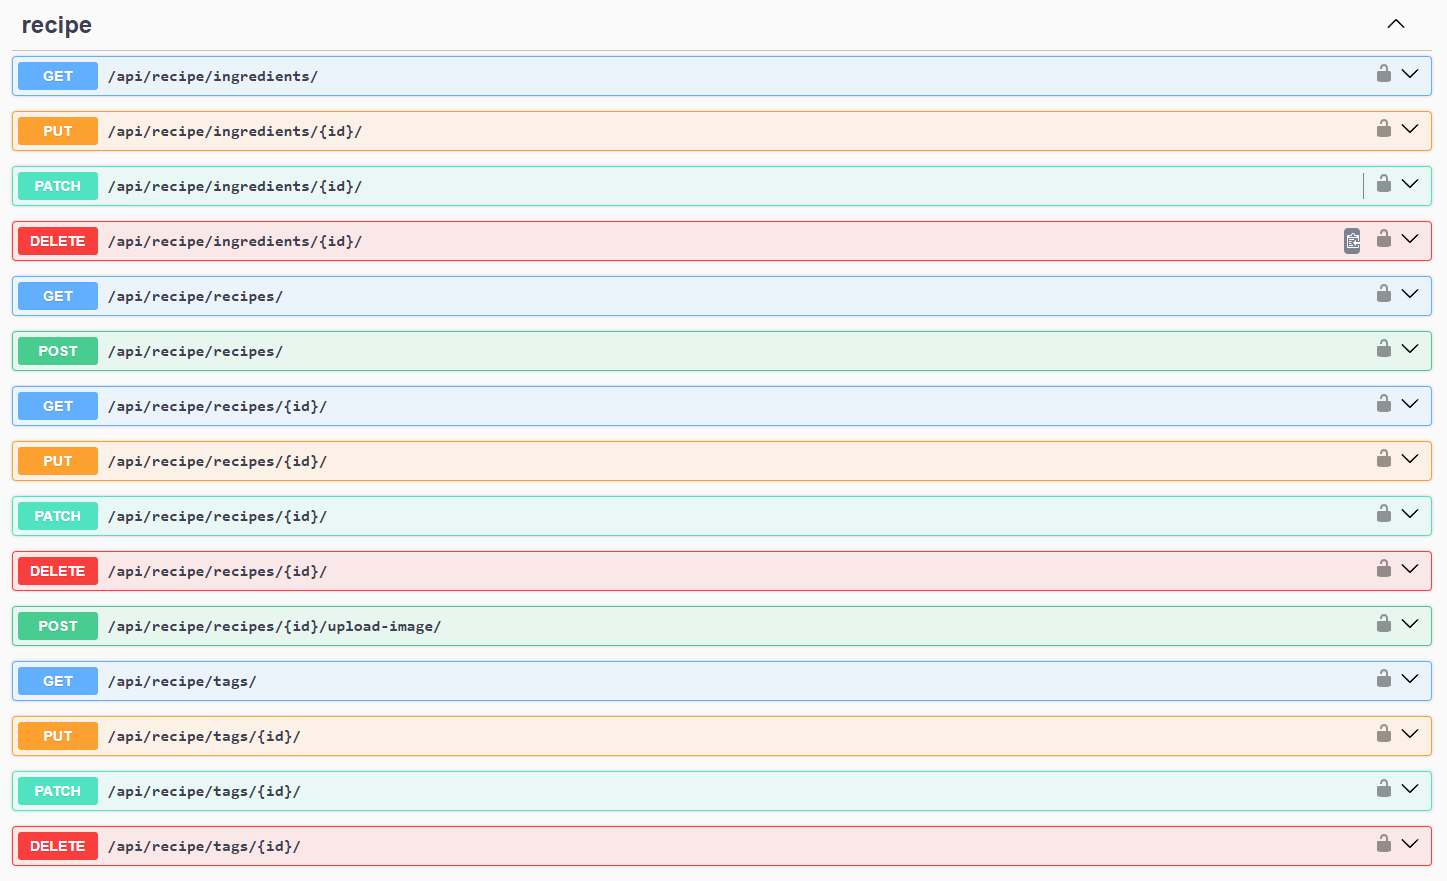 recipe
GET /api/recipe/ingredients/
PUT /api/recipe/ingredients/{id}/
PATCH /api/recipe/ingredients/{id}/
DELETE /api/recipe/ingredients/{id}/
GET /api/recipe/recipes/
POST /api/recipe/recipes/
GET /api/recipe/recipes/{id}/
PUT /api/recipe/recipes/{id}/
PATCH /api/recipe/recipes/{id}/
DELETE /api/recipe/recipes/{id}/
POST /api/recipe/recipes/{id}/upload-image/
GET /api/recipe/tags/
PUT /api/recipe/tags/{id}/
PATCH /api/recipe/tags/{id}/
DELETE /api/recipe/tags/{id}/